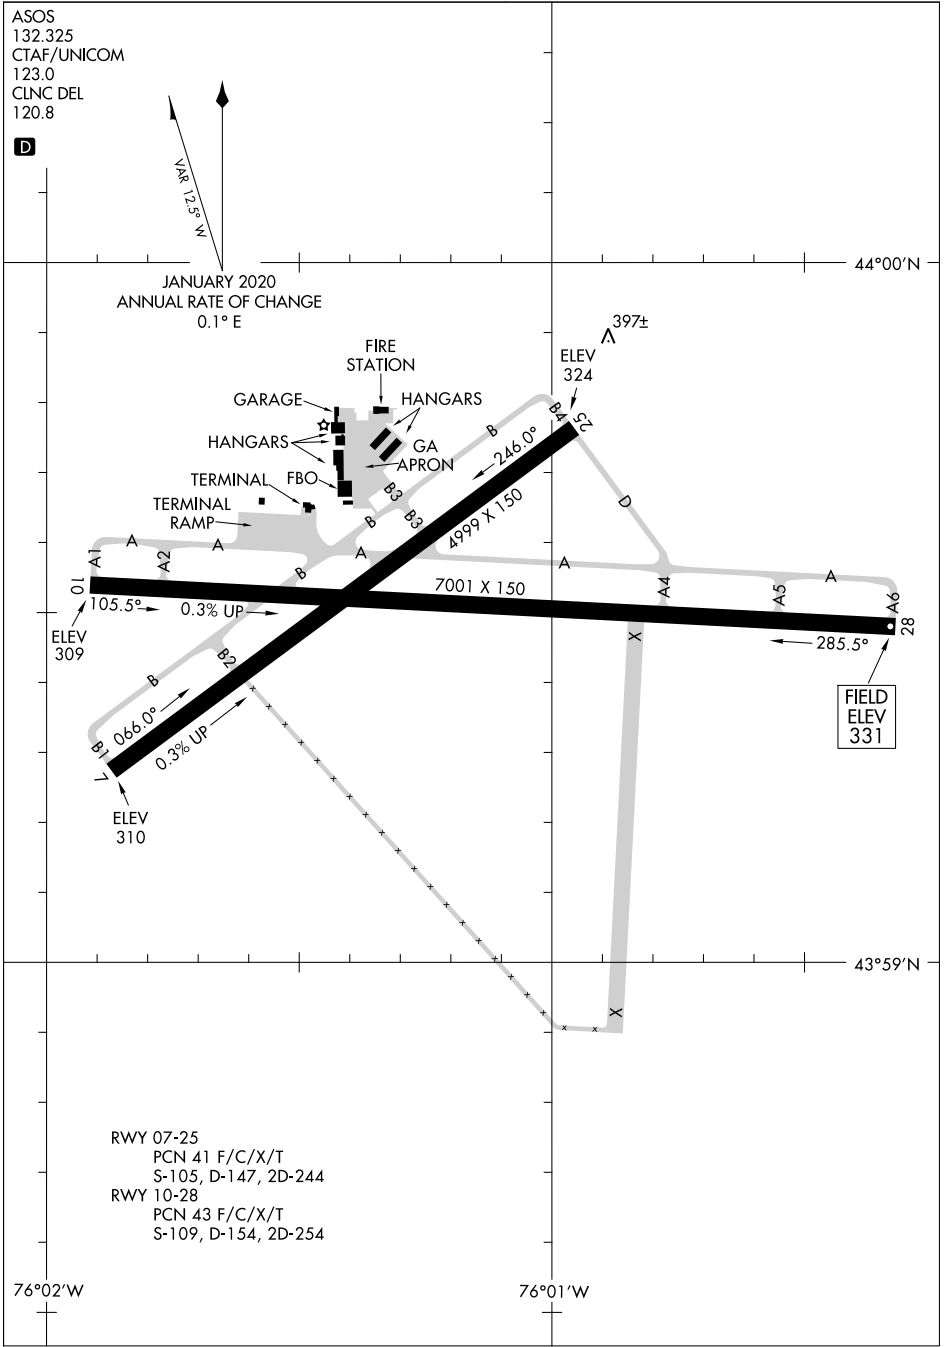 ASOS
132.325
CTAF/UNICOM
123.0
CLNC DEL
120.8
D
VAR 12.5° W
JANUARY 2020
ANNUAL RATE OF CHANGE
0.1° E
44°00'N
397±
FIRE
STATION
ELEV
324
GARAGE
HANGARS
HANGARS
GA
APRON
TERMINAL
FBO
TERMINAL
RAMP
B4
25
B
246.0°
4999 X 150
B3
B3
B
D
A
A
A
A
A
A1
A2
B
A4
A5
A6
10
105.5°
0.3% UP
7001 X 150
285.5°
28
ELEV
309
X
FIELD
ELEV
331
B2
B
066.0°
0.3% UP
B1
7
ELEV
310
43°59'N
X
x
x
RWY 07-25
PCN 41 F/C/X/T
S-105, D-147, 2D-244
RWY 10-28
PCN 43 F/C/X/T
S-109, D-154, 2D-254
76°02'W
76°01'W